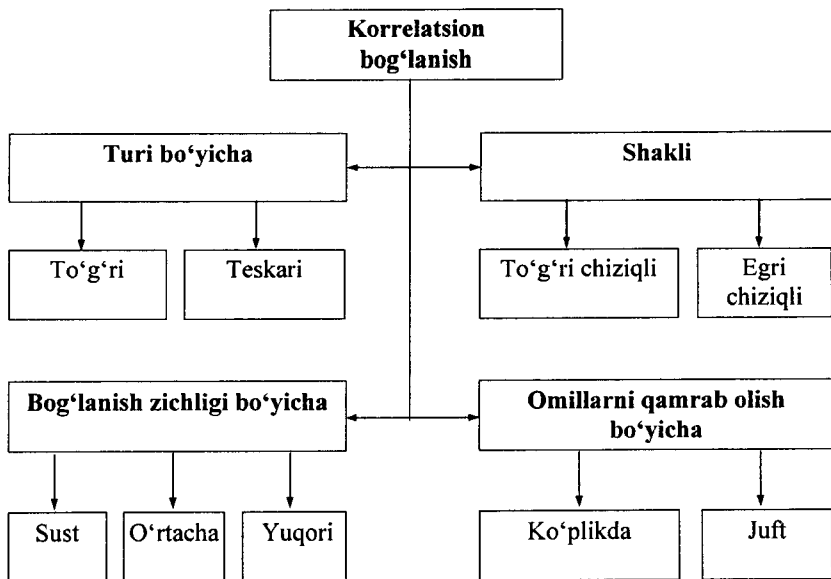 Korrelatsion
bog‘lanish
Turi bo‘yicha
Shakli
To‘g‘ri
Teskari
To‘g‘ri chiziqli
Egri
chiziqli
Bog‘lanish zichligi bo‘yicha
Omillarni qamrab olish
bo‘yicha
Sust
O‘rtacha
Yuqori
Ko‘plikda
Juft